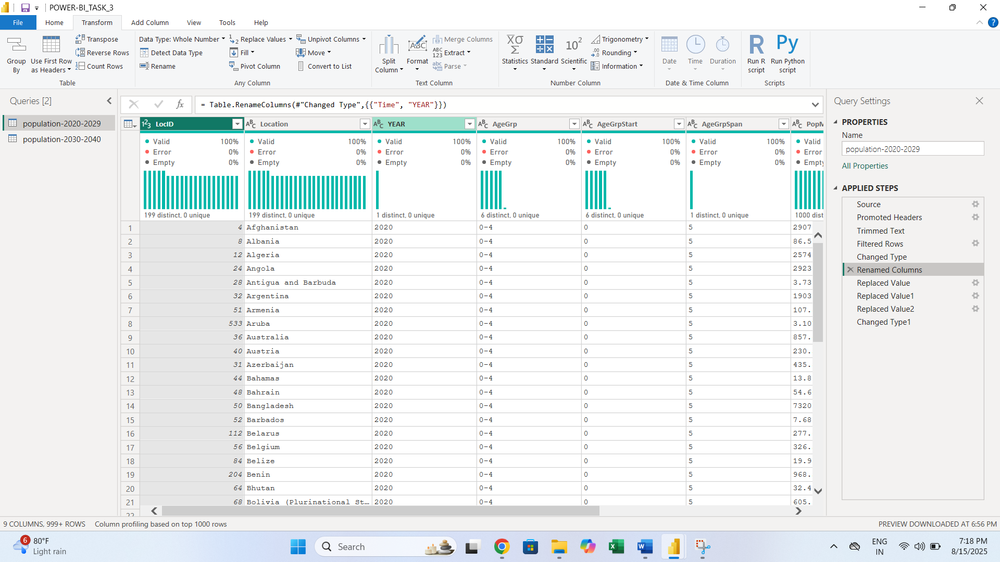 POWER-BI_TASK_3
File Home Transform Add Column View Tools Help
Group By
Use First Row as Headers
Transpose
Reverse Rows
Count Rows
Table
Data Type: Whole Number
Detect Data Type
Rename
Replace Values
Fill
Pivot Column
Unpivot Columns
Move
Convert to List
Any Column
Split Column
Format
Merge Columns
Extract
Parse
Text Column
Statistics
Standard
Scientific
Trigonometry
Rounding
Information
Number Column
Date
Time
Duration
Date & Time Column
Run R script
Run Python script
Scripts
Queries [2]
population-2020-2029
population-2030-2040
= Table.RenameColumns(#"Changed Type",{{"Time", "YEAR"}})
LocID Location YEAR AgeGrp AgeGrpStart AgeGrpSpan PopM
Valid 100% Valid 100% Valid 100% Valid 100% Valid 100% Valid 100% Valid
Error 0% Error 0% Error 0% Error 0% Error 0% Error 0% Error
Empty 0% Empty 0% Empty 0% Empty 0% Empty 0% Empty 0% Empty
199 distinct, 0 unique 199 distinct, 0 unique 1 distinct, 0 unique 6 distinct, 0 unique 6 distinct, 0 unique 1 distinct, 0 unique 1000 dist
1 4 Afghanistan 2020 0-4 0 5 2907
2 8 Albania 2020 0-4 0 5 86.5
3 12 Algeria 2020 0-4 0 5 2574
4 24 Angola 2020 0-4 0 5 2923
5 28 Antigua and Barbuda 2020 0-4 0 5 3.73
6 32 Argentina 2020 0-4 0 5 1903
7 51 Armenia 2020 0-4 0 5 107.
8 533 Aruba 2020 0-4 0 5 3.10
9 36 Australia 2020 0-4 0 5 857.
10 40 Austria 2020 0-4 0 5 230.
11 31 Azerbaijan 2020 0-4 0 5 435.
12 44 Bahamas 2020 0-4 0 5 13.8
13 48 Bahrain 2020 0-4 0 5 54.6
14 50 Bangladesh 2020 0-4 0 5 7320
15 52 Barbados 2020 0-4 0 5 7.68
16 112 Belarus 2020 0-4 0 5 277.
17 56 Belgium 2020 0-4 0 5 326.
18 84 Belize 2020 0-4 0 5 19.9
19 204 Benin 2020 0-4 0 5 968.
20 64 Bhutan 2020 0-4 0 5 32.4
21 68 Bolivia (Plurinational St… 2020 0-4 0 5 605.
22
Query Settings
PROPERTIES
Name
population-2020-2029
All Properties
APPLIED STEPS
Source
Promoted Headers
Trimmed Text
Filtered Rows
Changed Type
Renamed Columns
Replaced Value
Replaced Value1
Replaced Value2
Changed Type1
9 COLUMNS, 999+ ROWS Column profiling based on top 1000 rows PREVIEW DOWNLOADED AT 6:56 PM
6
80°F
Light rain
Search
ENG
IN
7:18 PM
8/15/2025